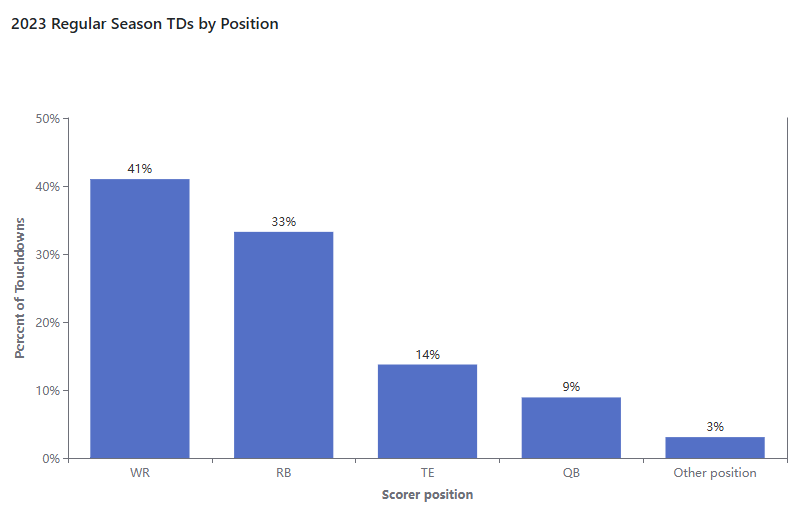 2023 Regular Season TDs by Position
50%
40%
30%
20%
10%
0%
Percent of Touchdowns
41%
33%
14%
9%
3%
WR RB TE QB Other position
Scorer position